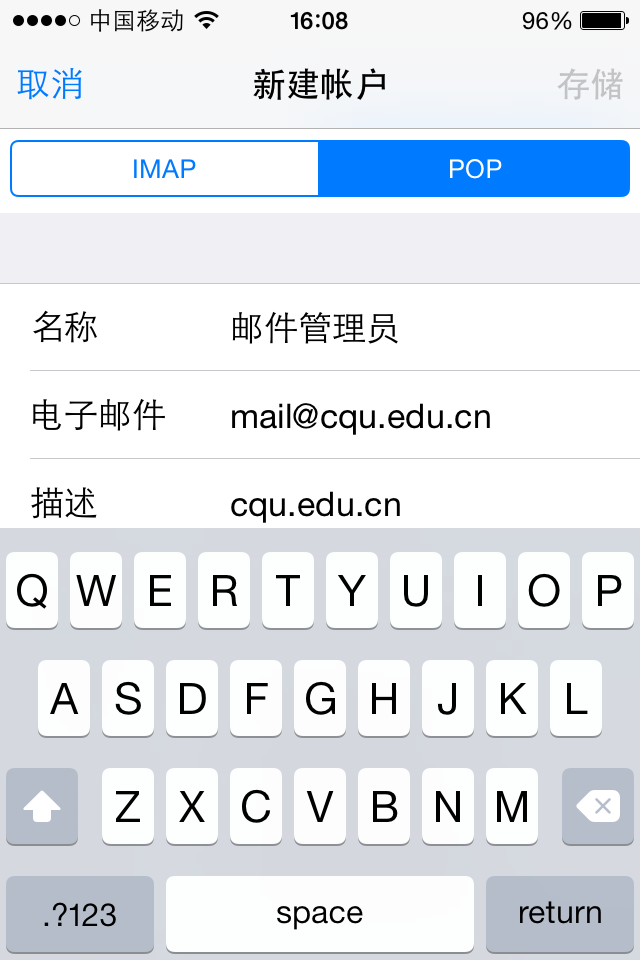 中国移动 16:08 96%
取消 新建帐户 存储
IMAP POP
名称 邮件管理员
电子邮件 mail@cqu.edu.cn
描述 cqu.edu.cn
Q W E R T Y U I O P
A S D F G H J K L
Z X C V B N M
.?123 space return